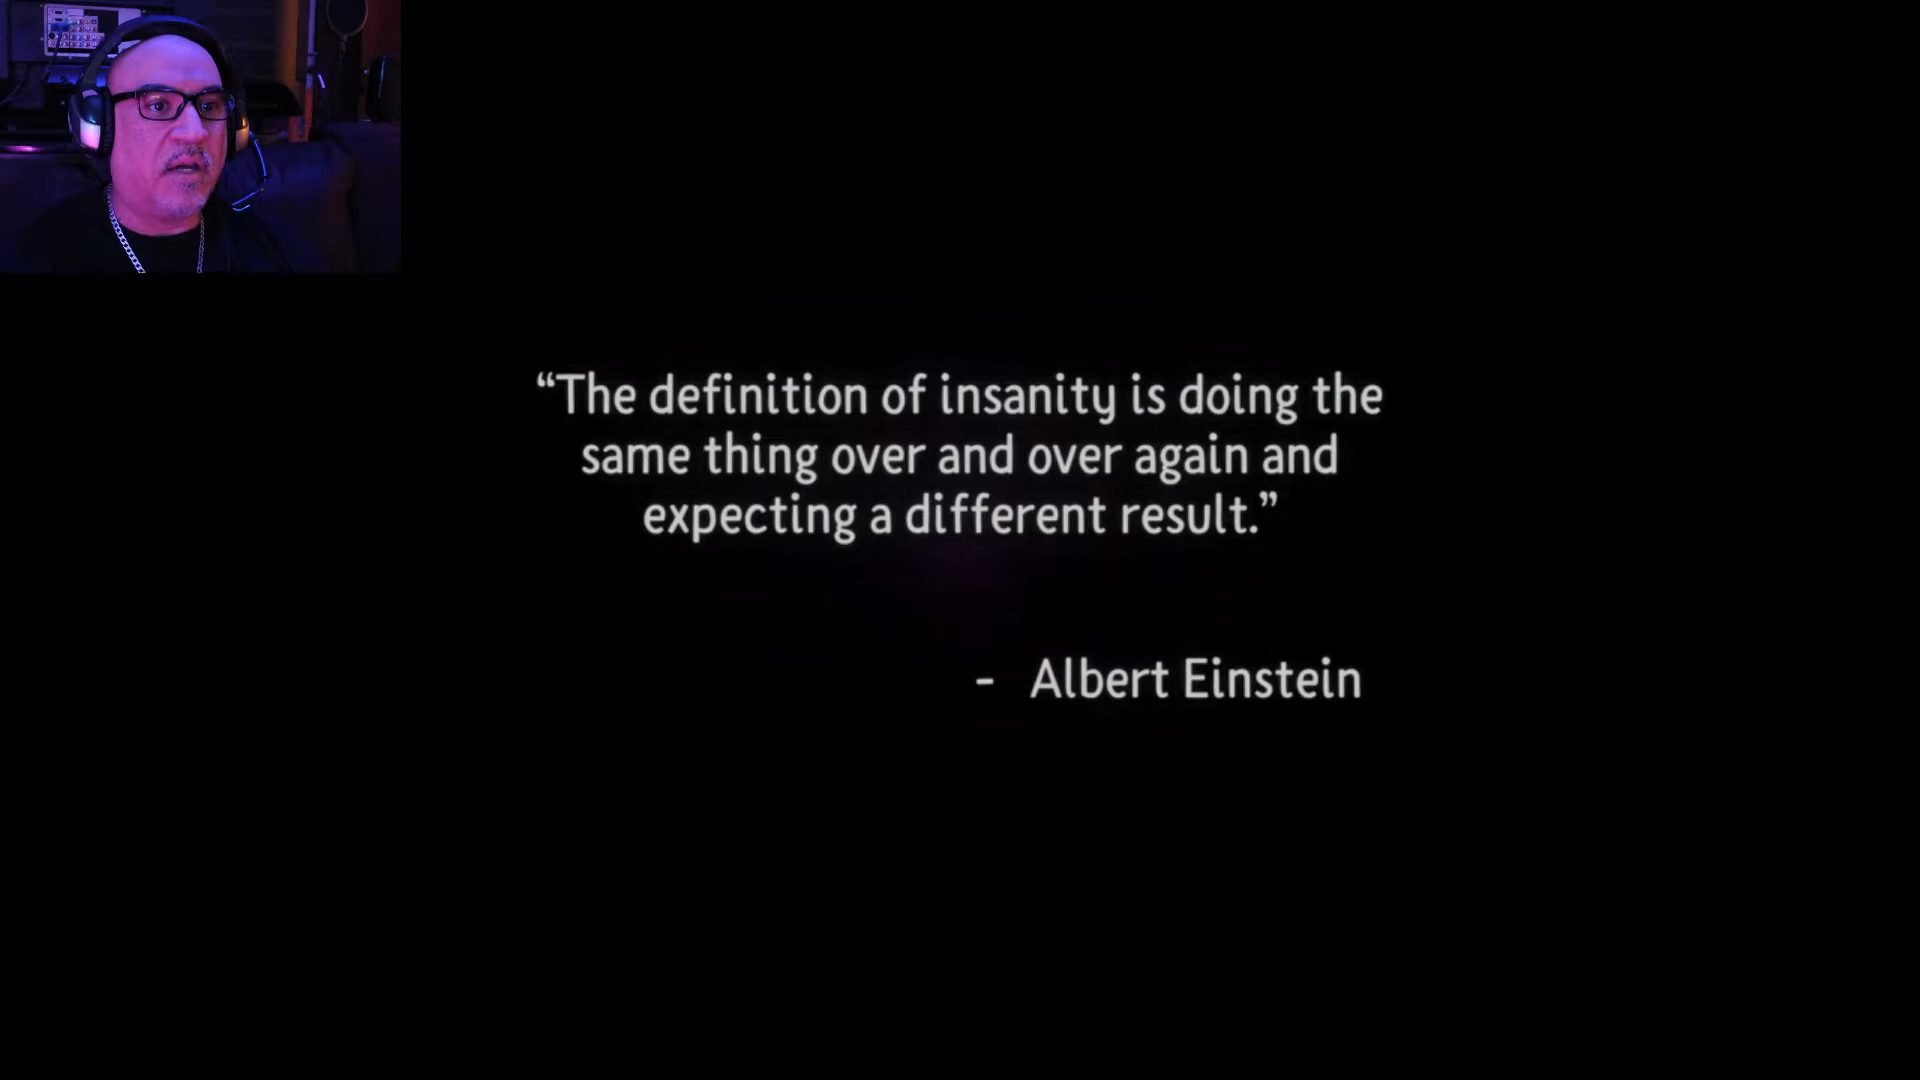 “The definition of insanity is doing the
same thing over and over again and
expecting a different result.”
- Albert Einstein